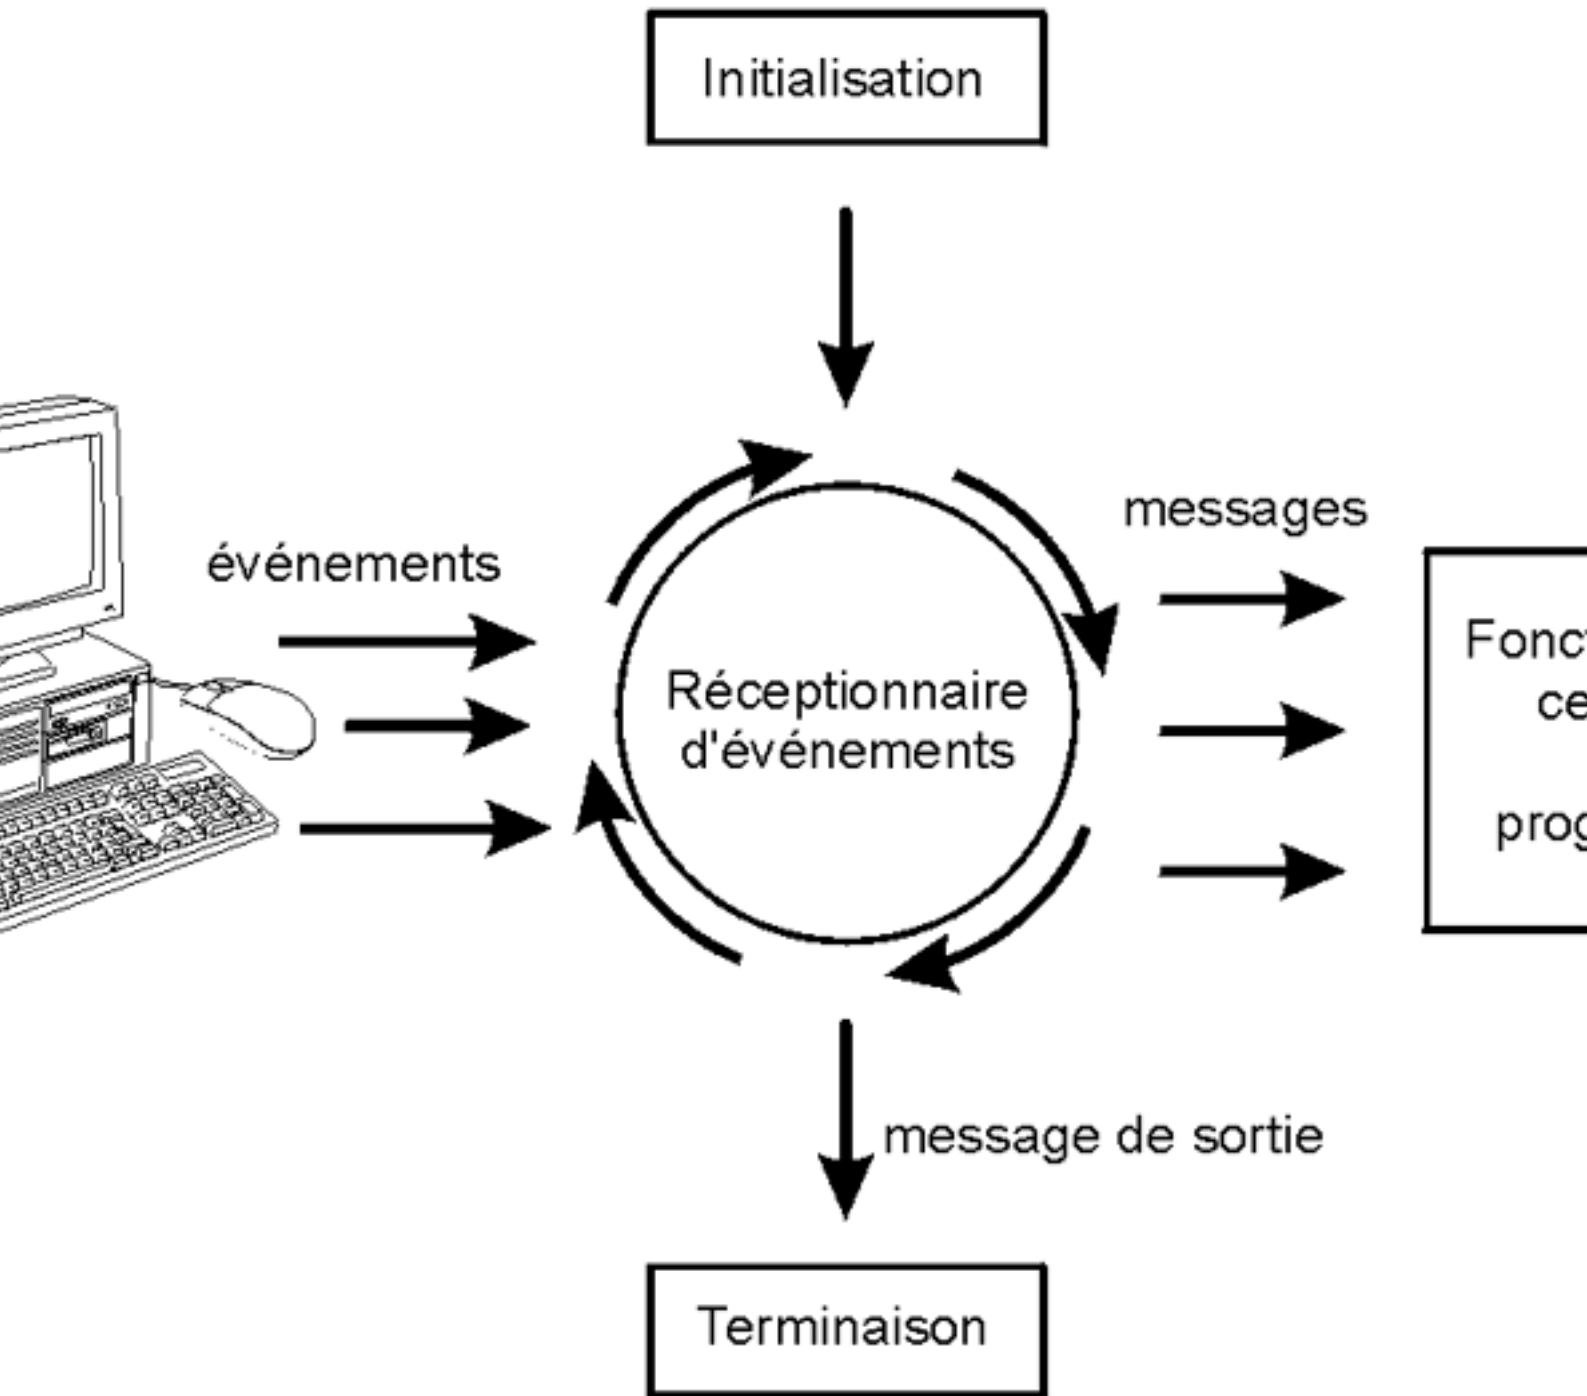 Initialisation
événements
messages
Réceptionnaire
d'événements
message de sortie
Terminaison